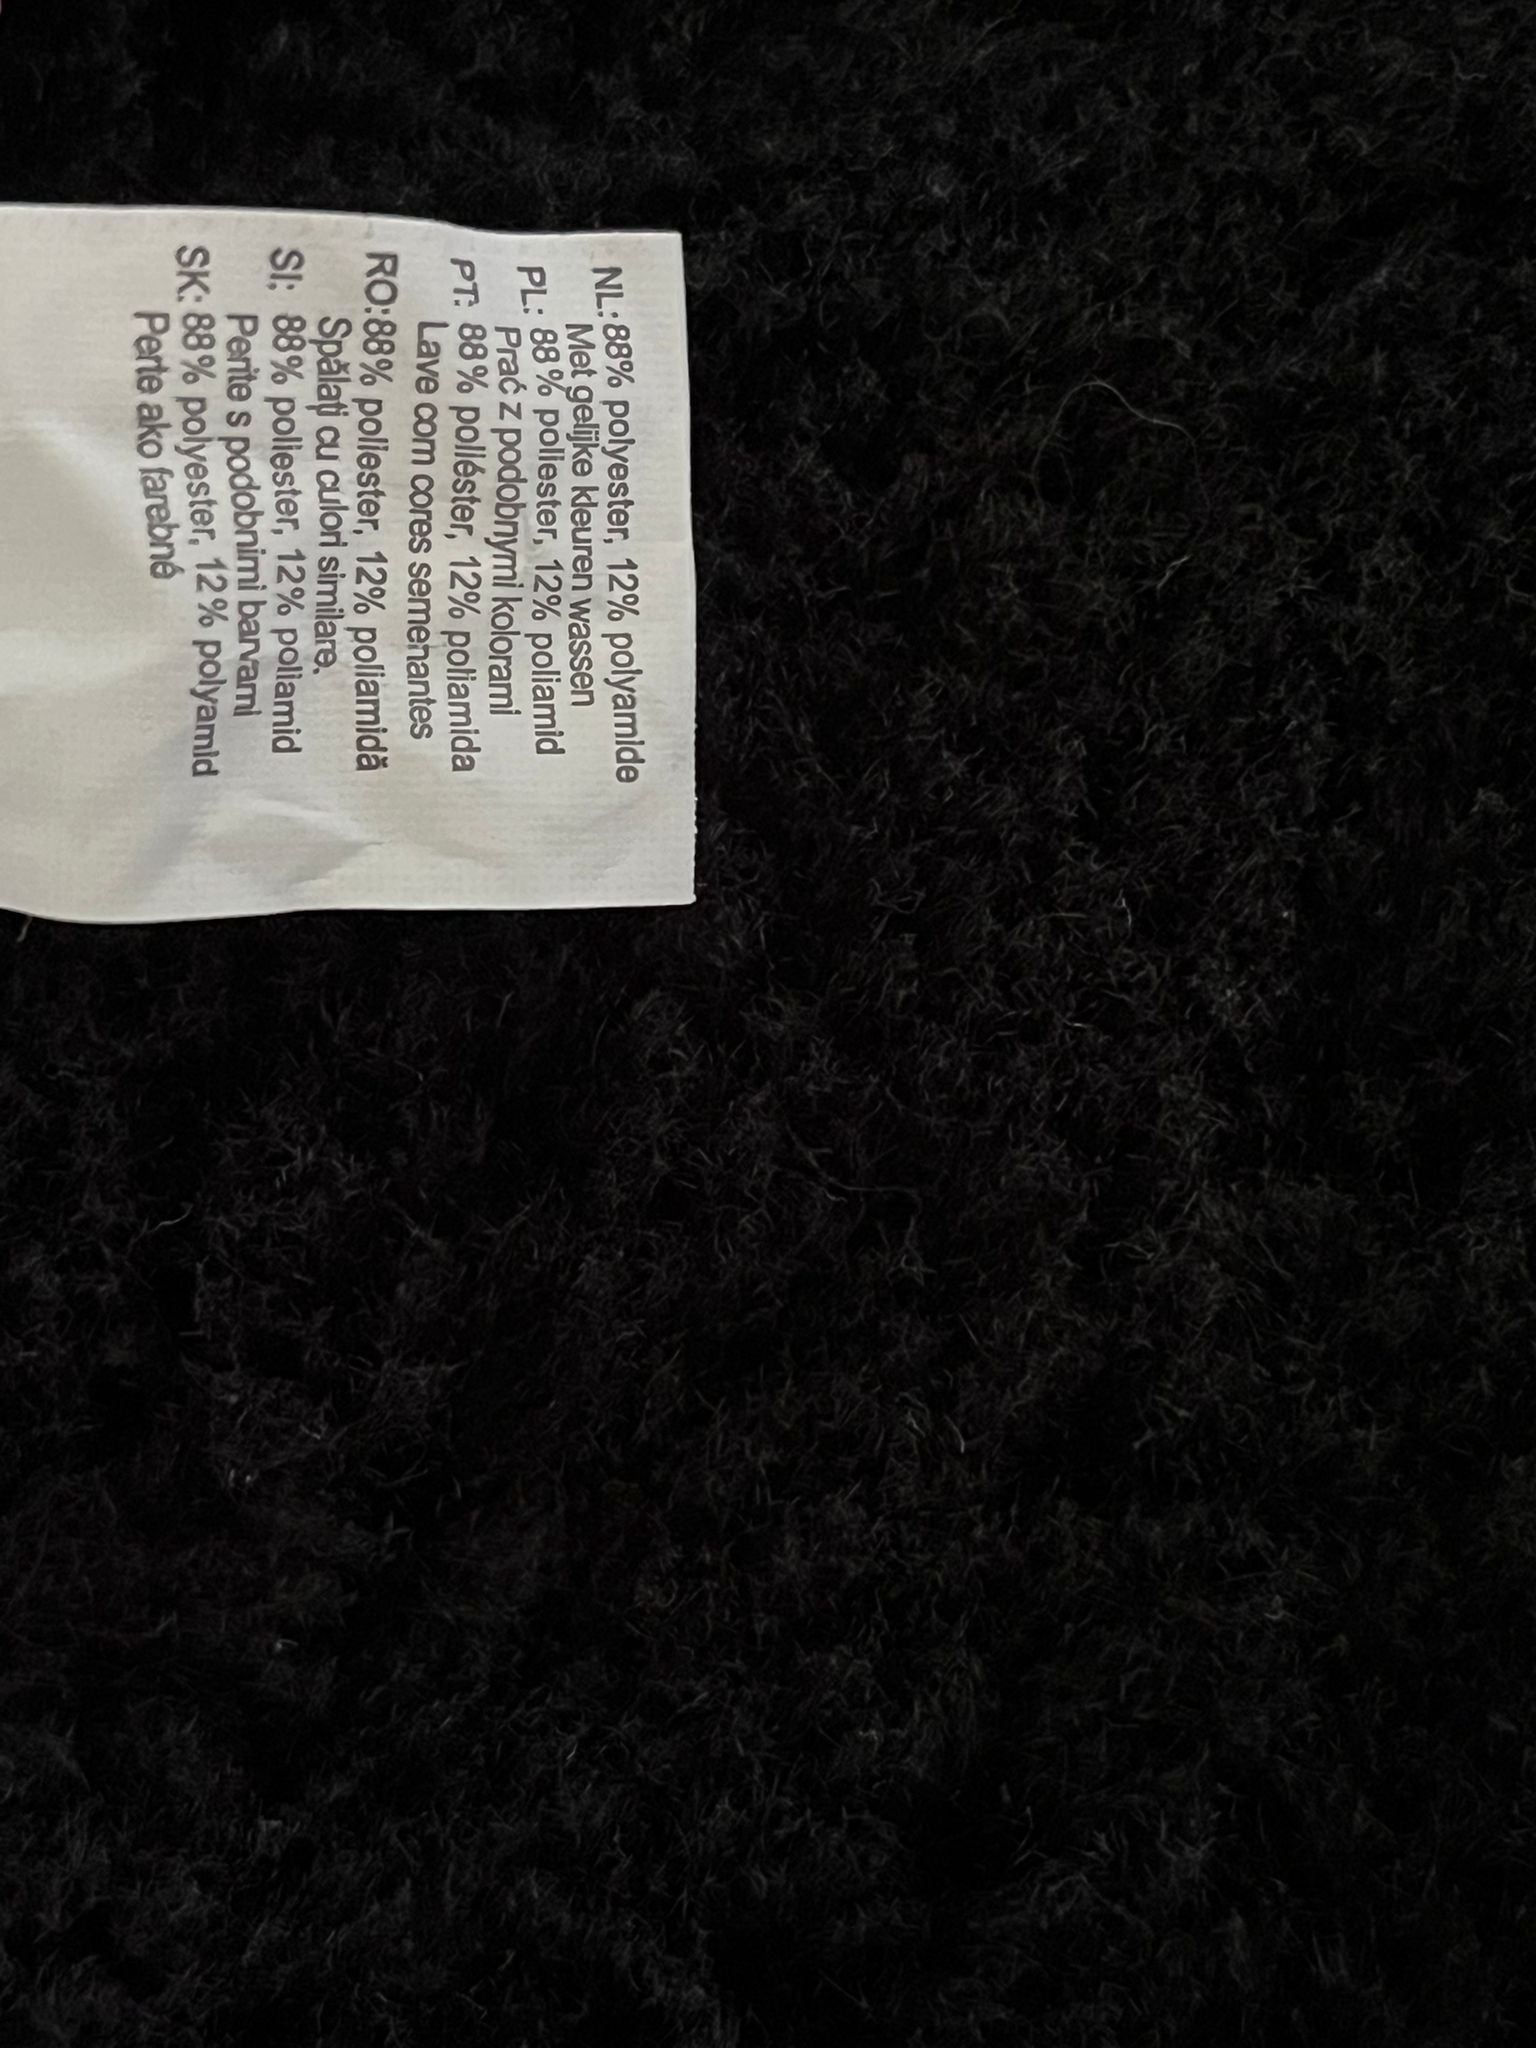 NL: 88% polyester, 12% polyamide
Met gelijke kleuren wassen
PL: 88% poliester, 12% poliamid
Prać z podobnymi kolorami
PT: 88% poliéster, 12% poliamida
Lave com cores semenantes
RO: 88% poliester, 12% poliamidă
Spălați cu culori similare.
SI: 88% poliester, 12% poliamid
Perite s podobnimi barvami
SK: 88% polyester, 12% polyamid
Perte ako farebné